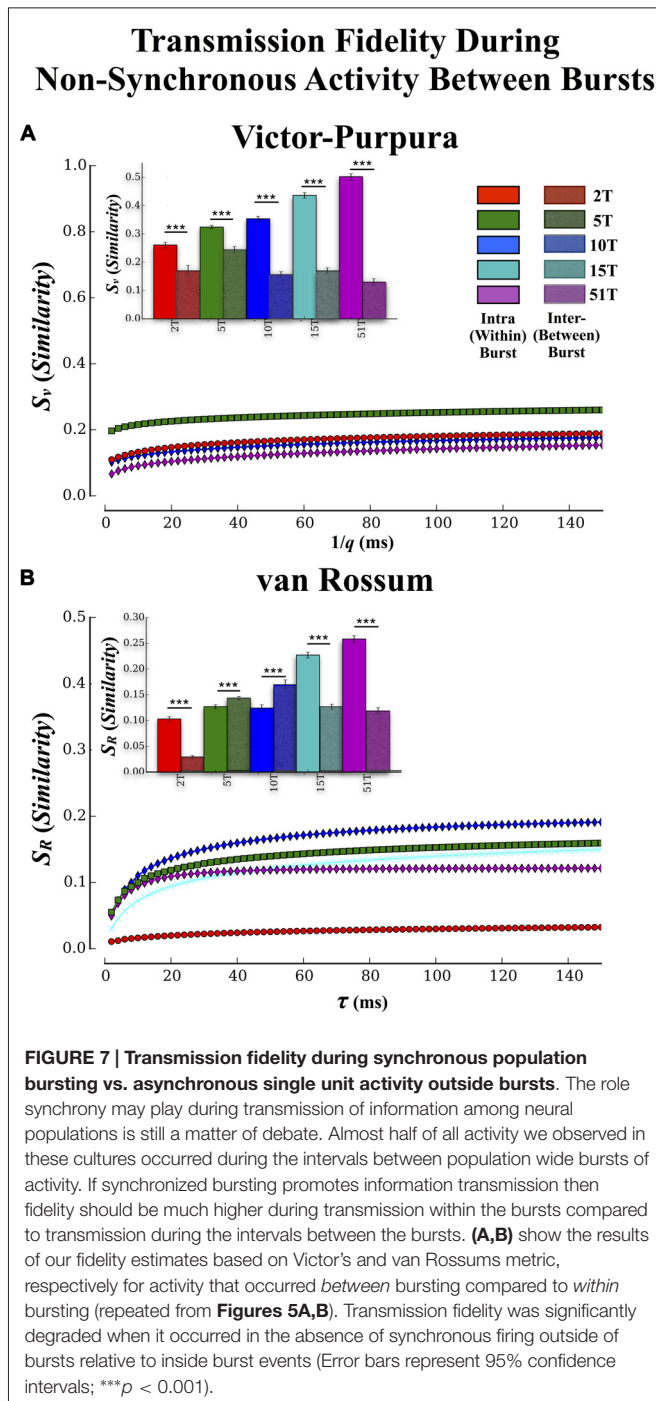 Transmission Fidelity During
Non-Synchronous Activity Between Bursts
A
Victor-Purpura
1.0
0.8
0.6
0.4
0.2
0.0
S_v (Similarity)
0.5
0.4
0.3
0.2
0.1
0.0
S_v (Similarity)
***
***
***
***
***
2T
5T
10T
15T
51T
2T
5T
10T
15T
51T
Intra (Within) Burst
Inter- (Between) Burst
0
20
40
60
80
100
120
140
1/q (ms)
B
van Rossum
0.5
0.4
0.3
0.2
0.1
0.0
S_R (Similarity)
0.30
0.25
0.20
0.15
0.10
0.05
0.00
S_R (Similarity)
***
***
***
***
***
2T
5T
10T
15T
51T
0
20
40
60
80
100
120
140
τ (ms)
FIGURE 7 | Transmission fidelity during synchronous population
bursting vs. asynchronous single unit activity outside bursts. The role
synchrony may play during transmission of information among neural
populations is still a matter of debate. Almost half of all activity we observed in
these cultures occurred during the intervals between population wide bursts of
activity. If synchronized bursting promotes information transmission then
fidelity should be much higher during transmission within the bursts compared
to transmission during the intervals between the bursts. (A,B) show the results
of our fidelity estimates based on Victor's and van Rossums metric,
respectively for activity that occurred between bursting compared to within
bursting (repeated from Figures 5A,B). Transmission fidelity was significantly
degraded when it occurred in the absence of synchronous firing outside of
bursts relative to inside burst events (Error bars represent 95% confidence
intervals; ***p < 0.001).